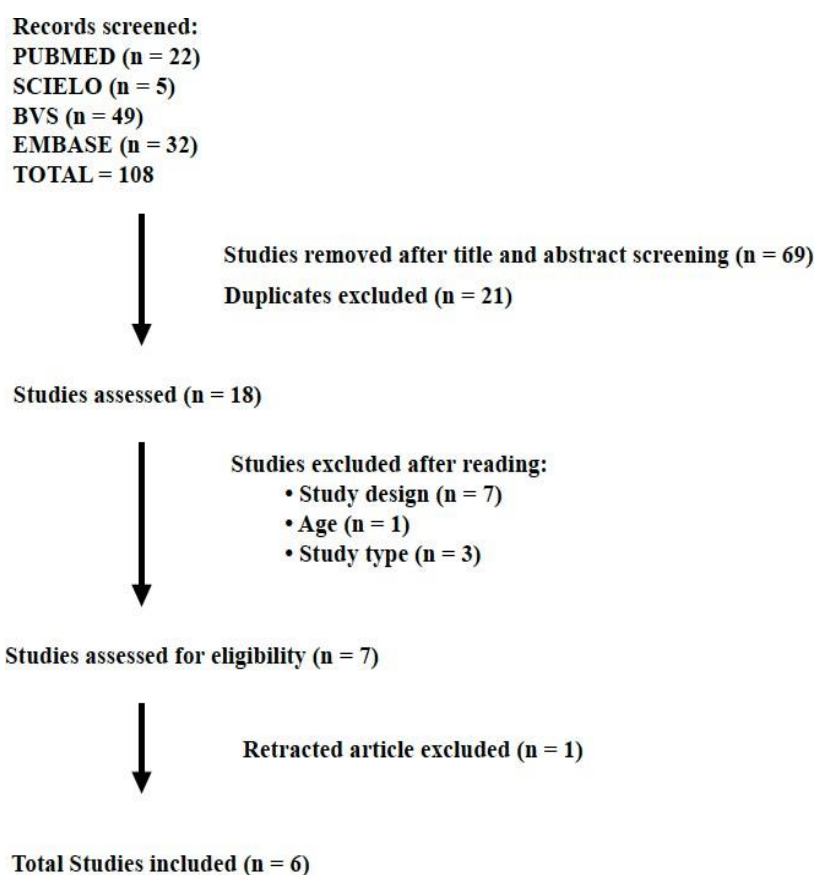 Records screened:
PUBMED (n = 22)
SCIELO (n = 5)
BVS (n = 49)
EMBASE (n = 32)
TOTAL = 108
Studies removed after title and abstract screening (n = 69)
Duplicates excluded (n = 21)
Studies assessed (n = 18)
Studies excluded after reading:
• Study design (n = 7)
• Age (n = 1)
• Study type (n = 3)
Studies assessed for eligibility (n = 7)
Retracted article excluded (n = 1)
Total Studies included (n = 6)